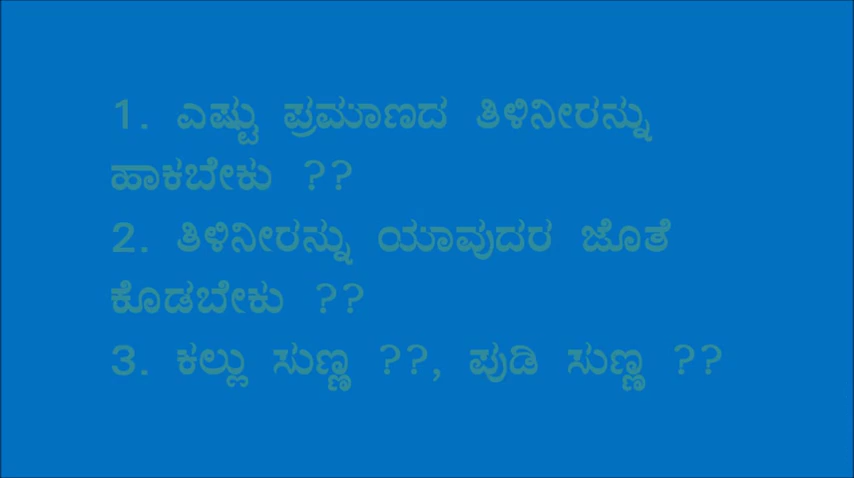 1. ಎಷ್ಟು ಪ್ರಮಾಣದ ತಿಳಿನೀರನ್ನು
ಹಾಕಬೇಕು ??
2. ತಿಳಿನೀರನ್ನು ಯಾವುದರ ಜೊತೆ
ಕೊಡಬೇಕು ??
3. ಕಲ್ಲು ಸುಣ್ಣ ??, ಪುಡಿ ಸುಣ್ಣ ??